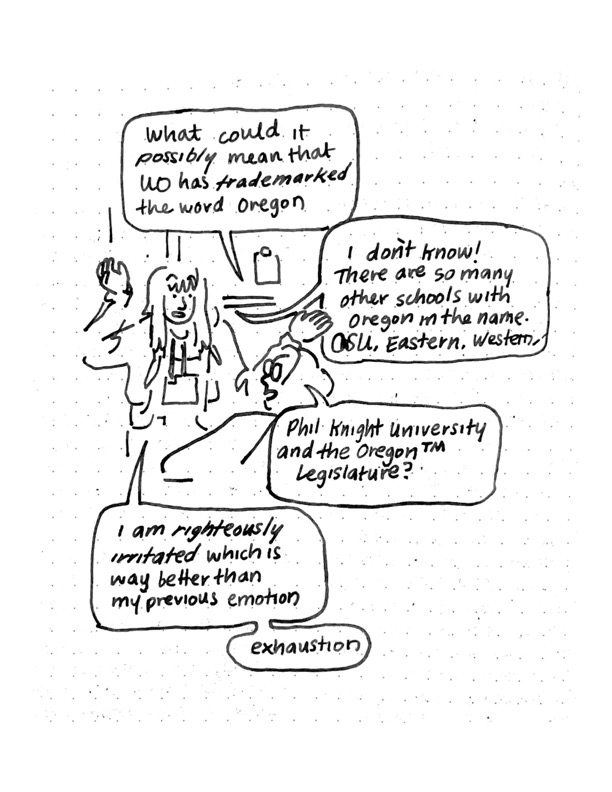 What could it
possibly mean that
UO has trademarked
the word Oregon
I don't know!
There are so many
other schools with
oregon in the name.
OSU, Eastern, Western,
Phil Knight University
and the Oregon™
Legislature?
I am righteously
irritated which is
way better than
my previous emotion
exhaustion